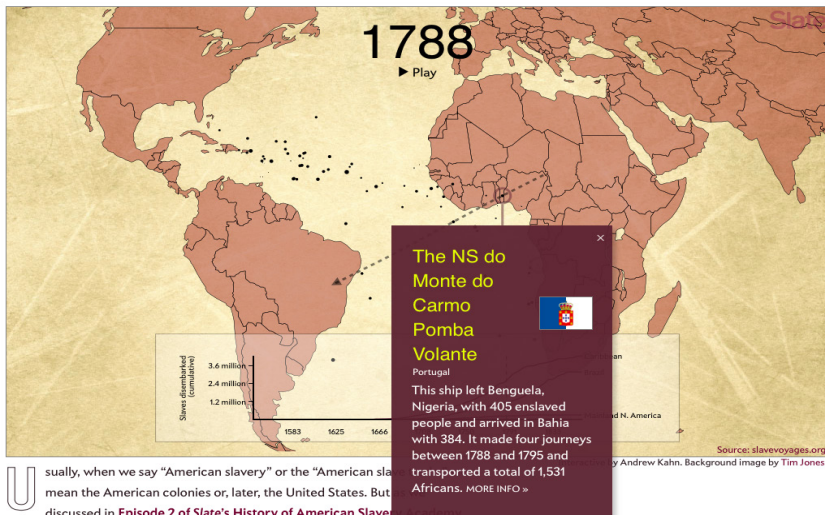 Slate
1788
▶ Play
×
The NS do
Monte do
Carmo
Pomba
Volante
Portugal
This ship left Benguela,
Nigeria, with 405 enslaved
people and arrived in Bahia
with 384. It made four journeys
between 1788 and 1795 and
transported a total of 1,531
Africans. MORE INFO »
Slaves disembarked
(cumulative)
3.6 million
2.4 million
1.2 million
1583 1625 1666
N. America
Source: slavevoyages.org
by Andrew Kahn. Background image by Tim Jones
Usually, when we say “American slavery” or the “American
mean the American colonies or, later, the United States. But
discussed in Episode 2 of Slate’s History of American Slavery Academy